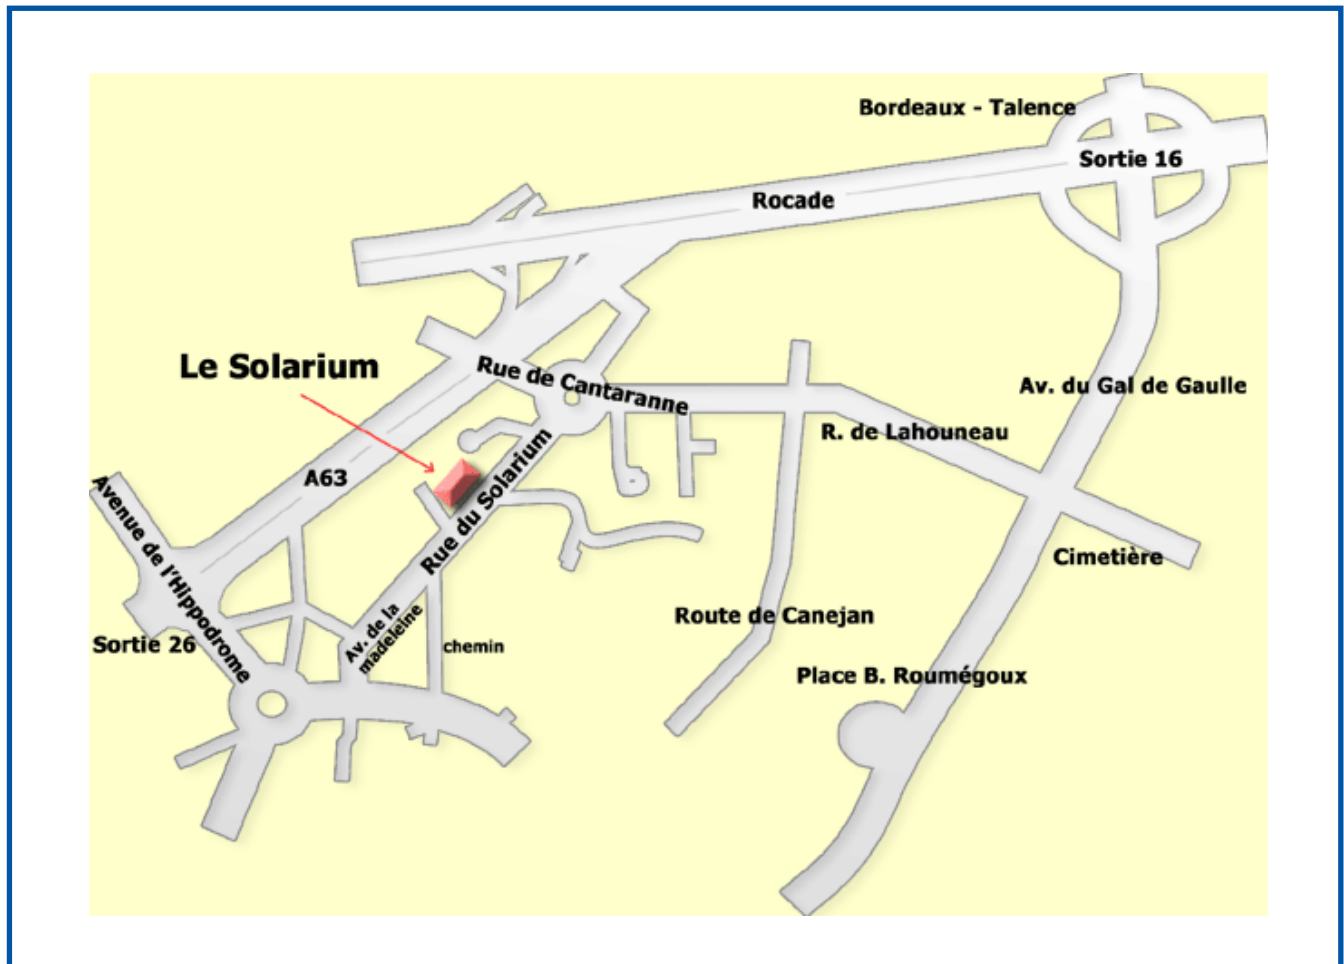 Bordeaux - Talence
Sortie 16
Rocade
Le Solarium
Rue de Cantaranne
Av. du Gal de Gaulle
R. de Lahouneau
A63
Rue du Solarium
Avenue de l'Hippodrome
Cimetière
Route de Canejan
Av. de la
madeleine
Sortie 26
chemin
Place B. Roumégoux